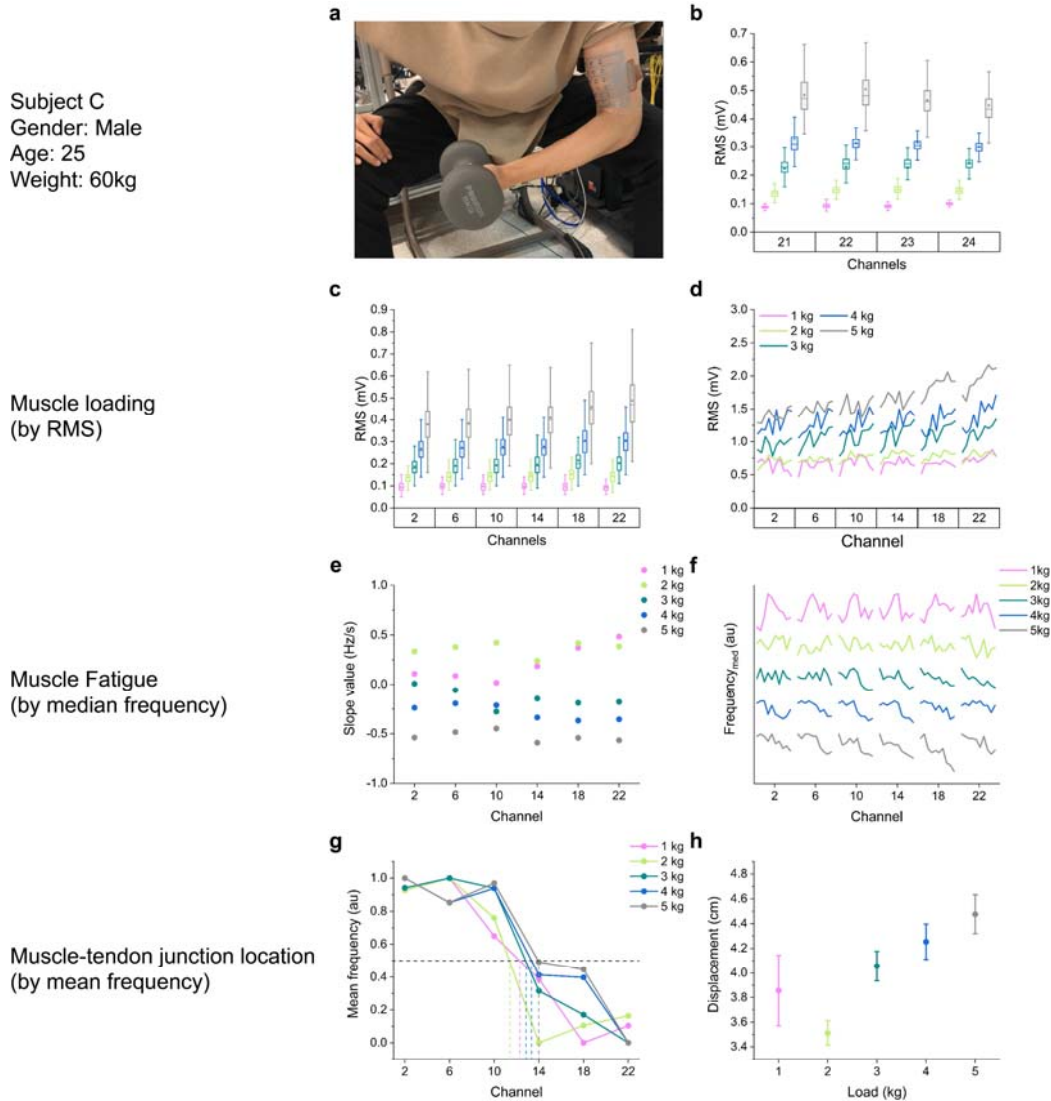 Subject C
Gender: Male
Age: 25
Weight: 60kg
a
b
RMS (mV)
0.7
0.6
0.5
0.4
0.3
0.2
0.1
0.0
21 22 23 24
Channels
Muscle loading
(by RMS)
c
RMS (mV)
0.9
0.8
0.7
0.6
0.5
0.4
0.3
0.2
0.1
0.0
2 6 10 14 18 22
Channels
d
1 kg 4 kg
2 kg 5 kg
3 kg
RMS (mV)
3.0
2.5
2.0
1.5
1.0
0.5
0.0
2 6 10 14 18 22
Channel
Muscle Fatigue
(by median frequency)
e
1 kg
2 kg
3 kg
4 kg
5 kg
Slope value (Hz/s)
1.0
0.5
0.0
-0.5
-1.0
2 6 10 14 18 22
Channel
f
1kg
2kg
3kg
4kg
5kg
Frequencymed (au)
2 6 10 14 18 22
Channel
Muscle-tendon junction location
(by mean frequency)
g
1 kg
2 kg
3 kg
4 kg
5 kg
Mean frequency (au)
1.0
0.8
0.6
0.4
0.2
0.0
2 6 10 14 18 22
Channel
h
Displacement (cm)
4.8
4.6
4.4
4.2
4.0
3.8
3.6
3.4
1 2 3 4 5
Load (kg)